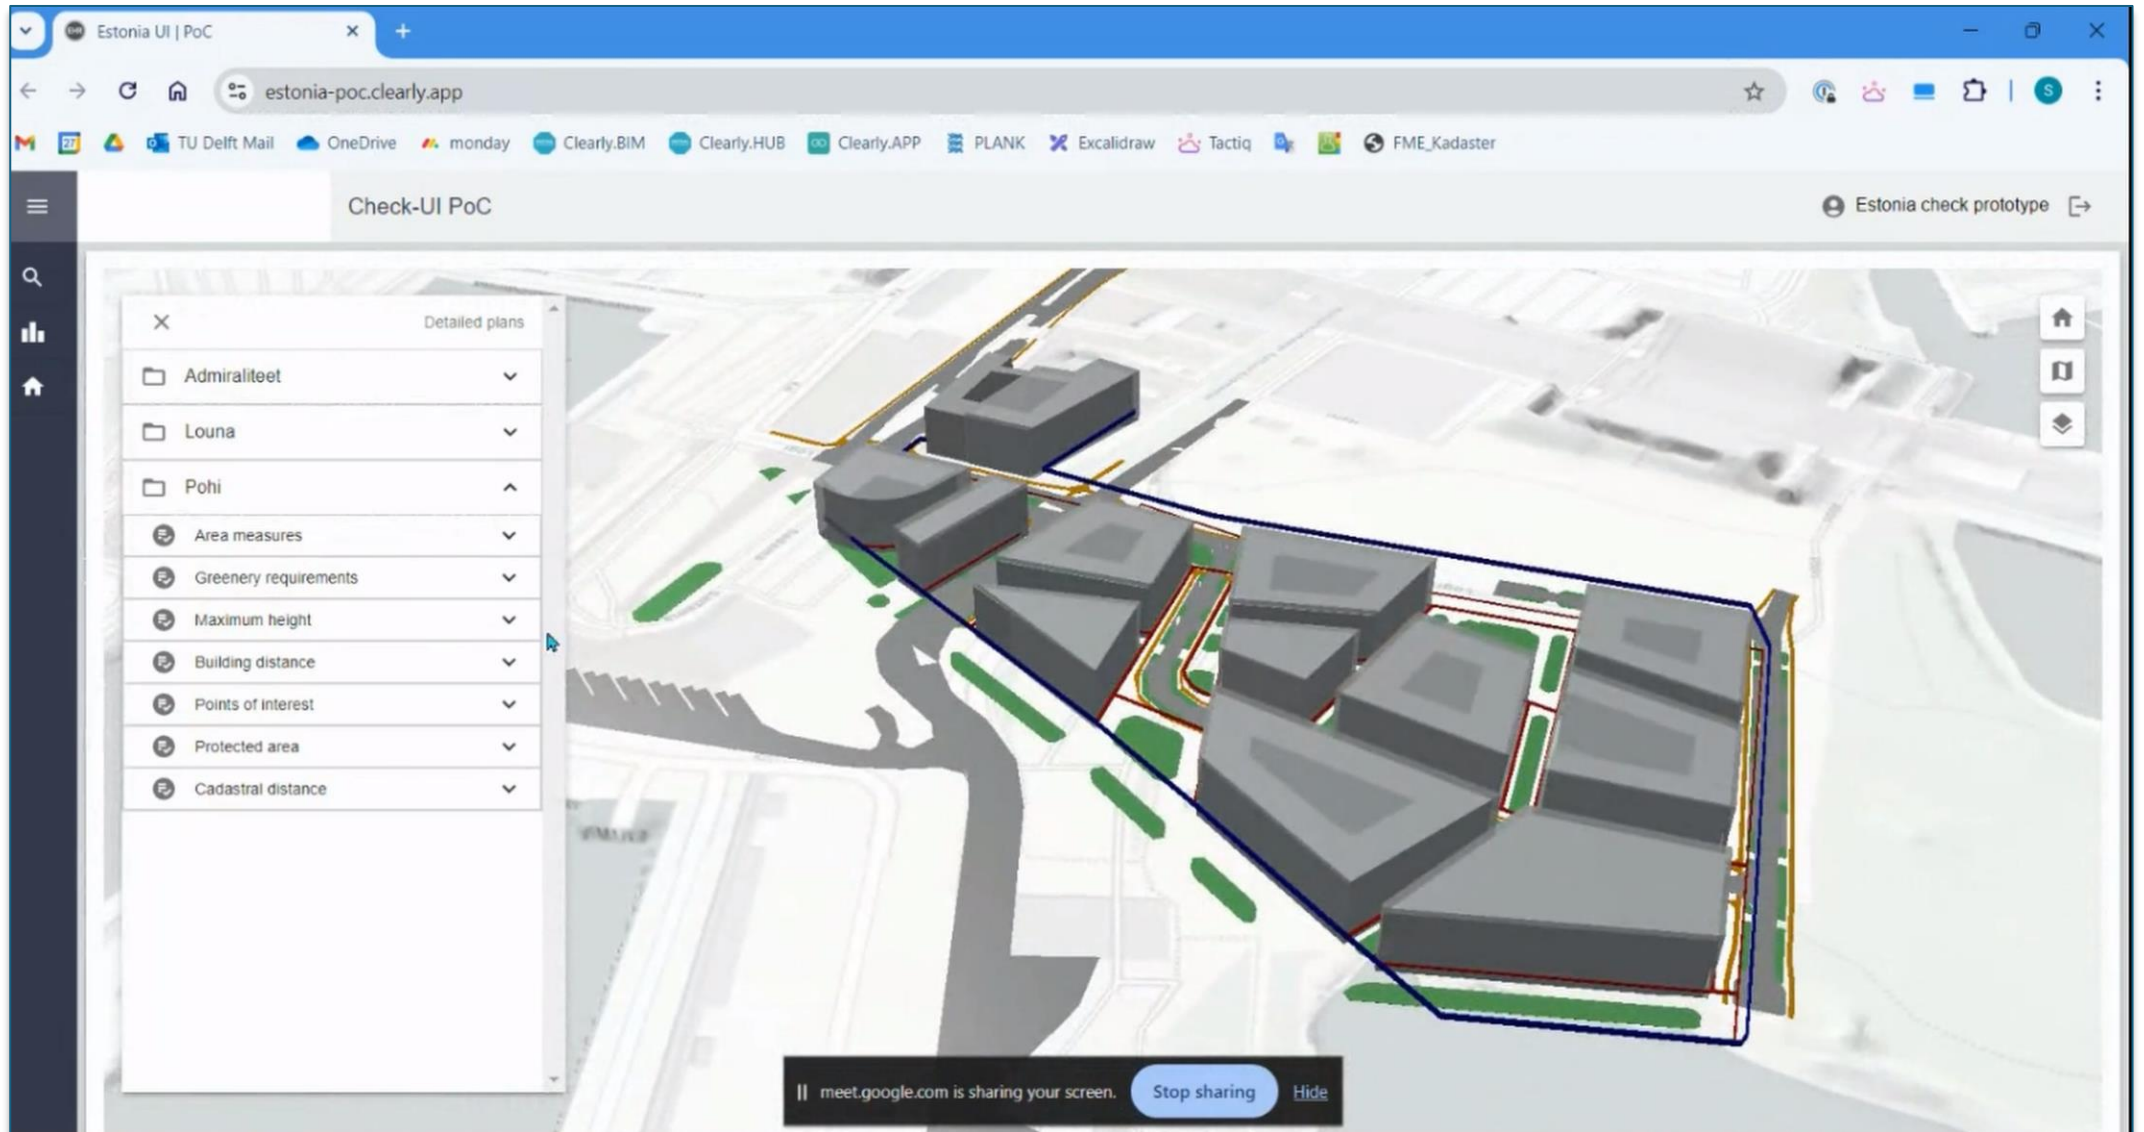 Estonia UI | PoC
estonia-poc.clearly.app
S
27 TU Delft Mail OneDrive monday Clearly.BIM Clearly.HUB Clearly.APP PLANK Excalidraw Tactiq FME_Kadaster
Check-UI PoC
Estonia check prototype
Detailed plans
Admiraliteet
Louna
Pohi
Area measures
Greenery requirements
Maximum height
Building distance
Points of interest
Protected area
Cadastral distance
meet.google.com is sharing your screen. Stop sharing Hide